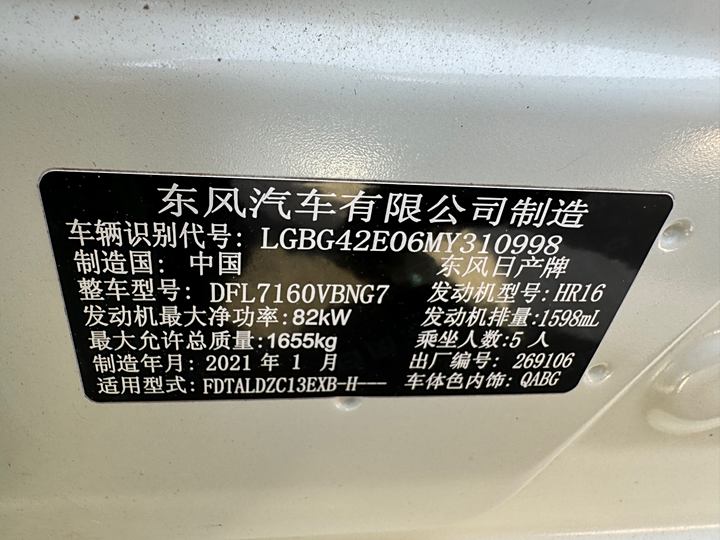 东风汽车有限公司制造
车辆识别代号: LGBG42E06MY310998
制造国: 中国 东风日产牌
整车型号: DFL7160VBNG7 发动机型号: HR16
发动机最大净功率: 82kW 发动机排量: 1598mL
最大允许总质量: 1655kg 乘坐人数: 5 人
制造年月: 2021 年 1 月 出厂编号: 269106
适用型式: FDTALDZC13EXB-H--- 车体色内饰: QABG